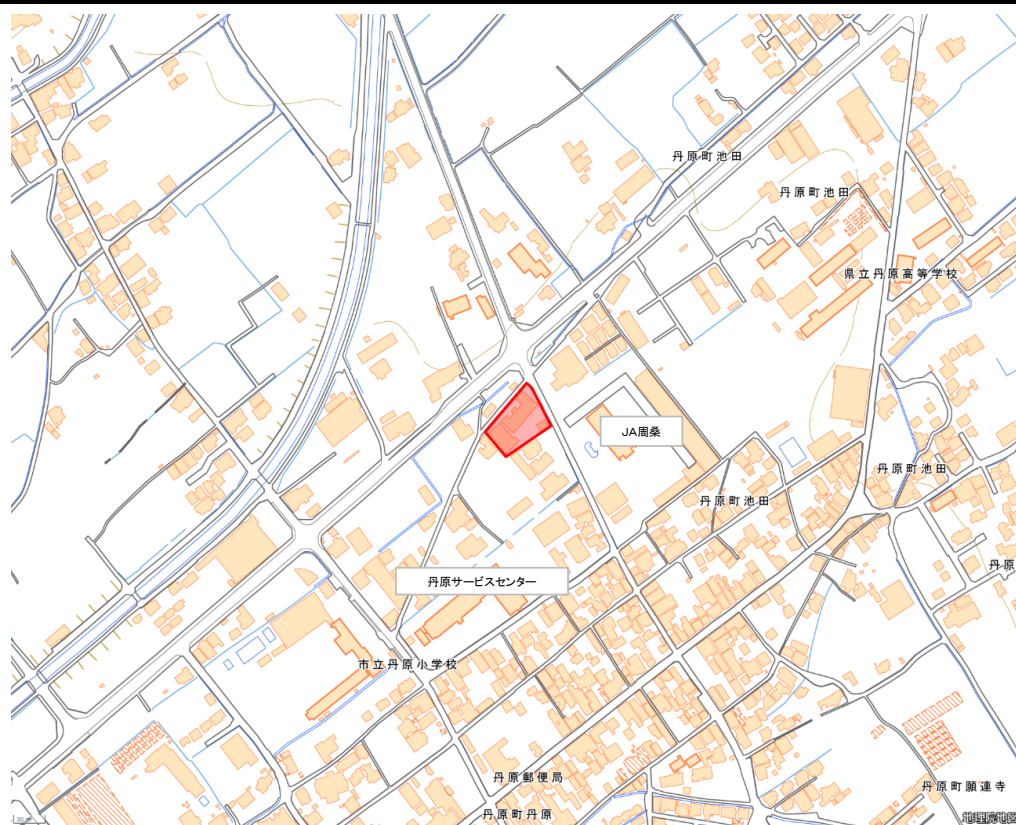 丹原町池田
丹原町池田
県立丹原高等学校
JA周桑
丹原町池田
丹原町池田
丹原
丹原サービスセンター
市立丹原小学校
丹原郵便局
丹原町願連寺
丹原町丹原
30 m
地理院地図